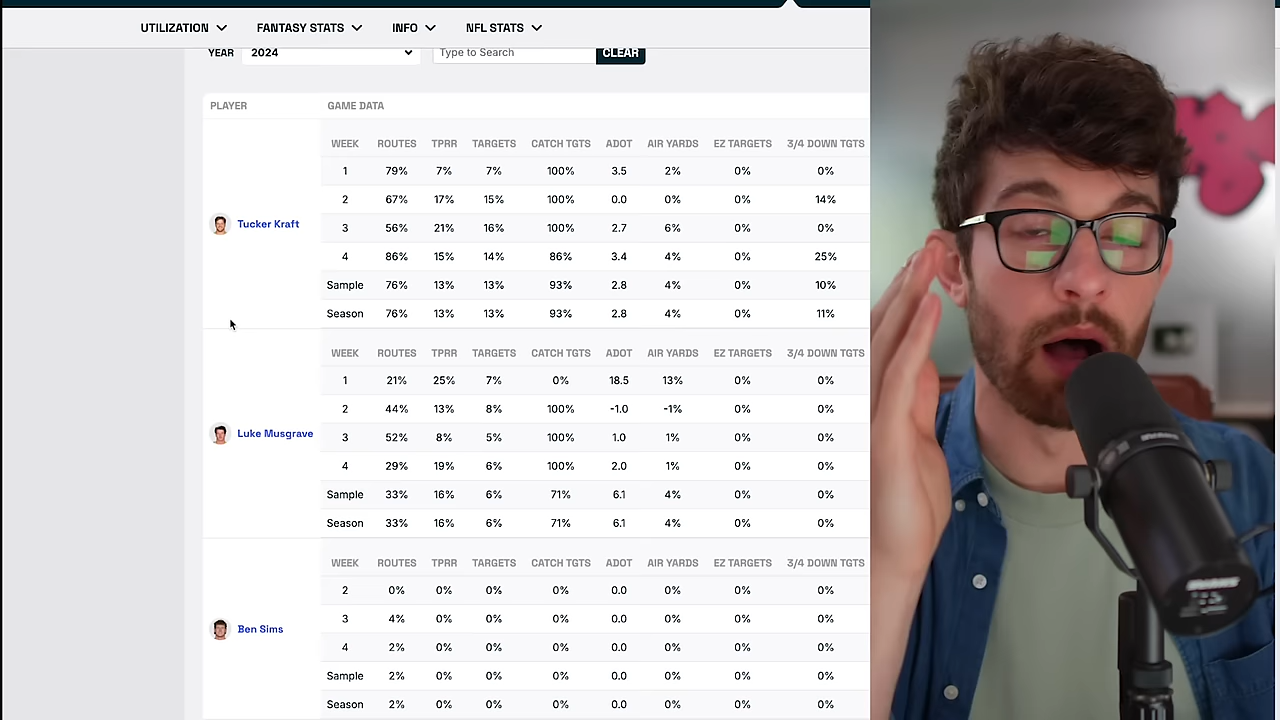 UTILIZATION FANTASY STATS INFO NFL STATS
YEAR 2024 Type to Search CLEAR
PLAYER GAME DATA
WEEK ROUTES TPRR TARGETS CATCH TGTS ADOT AIR YARDS EZ TARGETS 3/4 DOWN TGTS
1 79% 7% 7% 100% 3.5 2% 0% 0%
2 67% 17% 15% 100% 0.0 0% 0% 14%
Tucker Kraft
3 56% 21% 16% 100% 2.7 6% 0% 0%
4 86% 15% 14% 86% 3.4 4% 0% 25%
Sample 76% 13% 13% 93% 2.8 4% 0% 10%
Season 76% 13% 13% 93% 2.8 4% 0% 11%
WEEK ROUTES TPRR TARGETS CATCH TGTS ADOT AIR YARDS EZ TARGETS 3/4 DOWN TGTS
1 21% 25% 7% 0% 18.5 13% 0% 0%
2 44% 13% 8% 100% -1.0 -1% 0% 0%
Luke Musgrave
3 52% 8% 5% 100% 1.0 1% 0% 0%
4 29% 19% 6% 100% 2.0 1% 0% 0%
Sample 33% 16% 6% 71% 6.1 4% 0% 0%
Season 33% 16% 6% 71% 6.1 4% 0% 0%
WEEK ROUTES TPRR TARGETS CATCH TGTS ADOT AIR YARDS EZ TARGETS 3/4 DOWN TGTS
2 0% 0% 0% 0% 0.0 0% 0% 0%
3 4% 0% 0% 0% 0.0 0% 0% 0%
Ben Sims
4 2% 0% 0% 0% 0.0 0% 0% 0%
Sample 2% 0% 0% 0% 0.0 0% 0% 0%
Season 2% 0% 0% 0% 0.0 0% 0% 0%